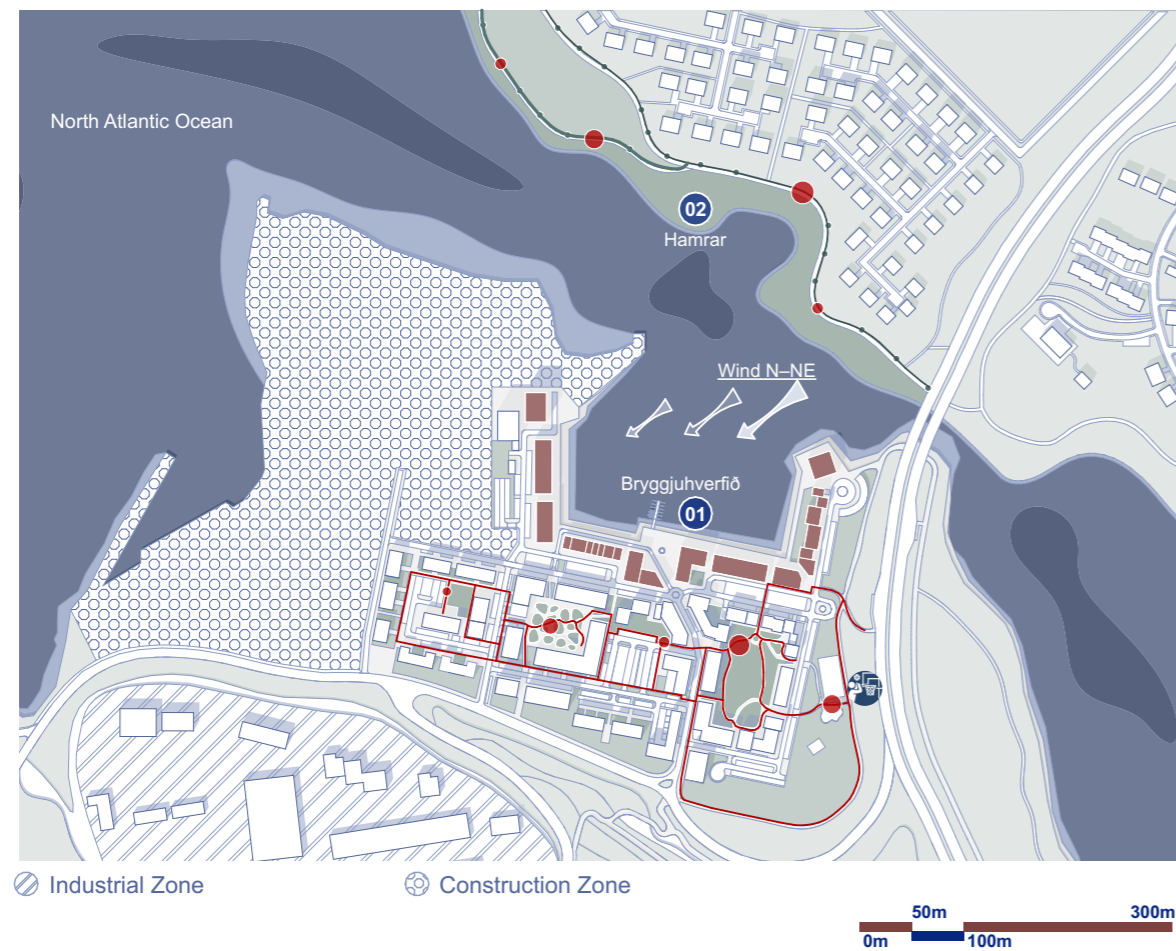 North Atlantic Ocean
02
Hamrar
Wind N–NE
Bryggjuhverfið
01
Industrial Zone
Construction Zone
50m
300m
0m
100m